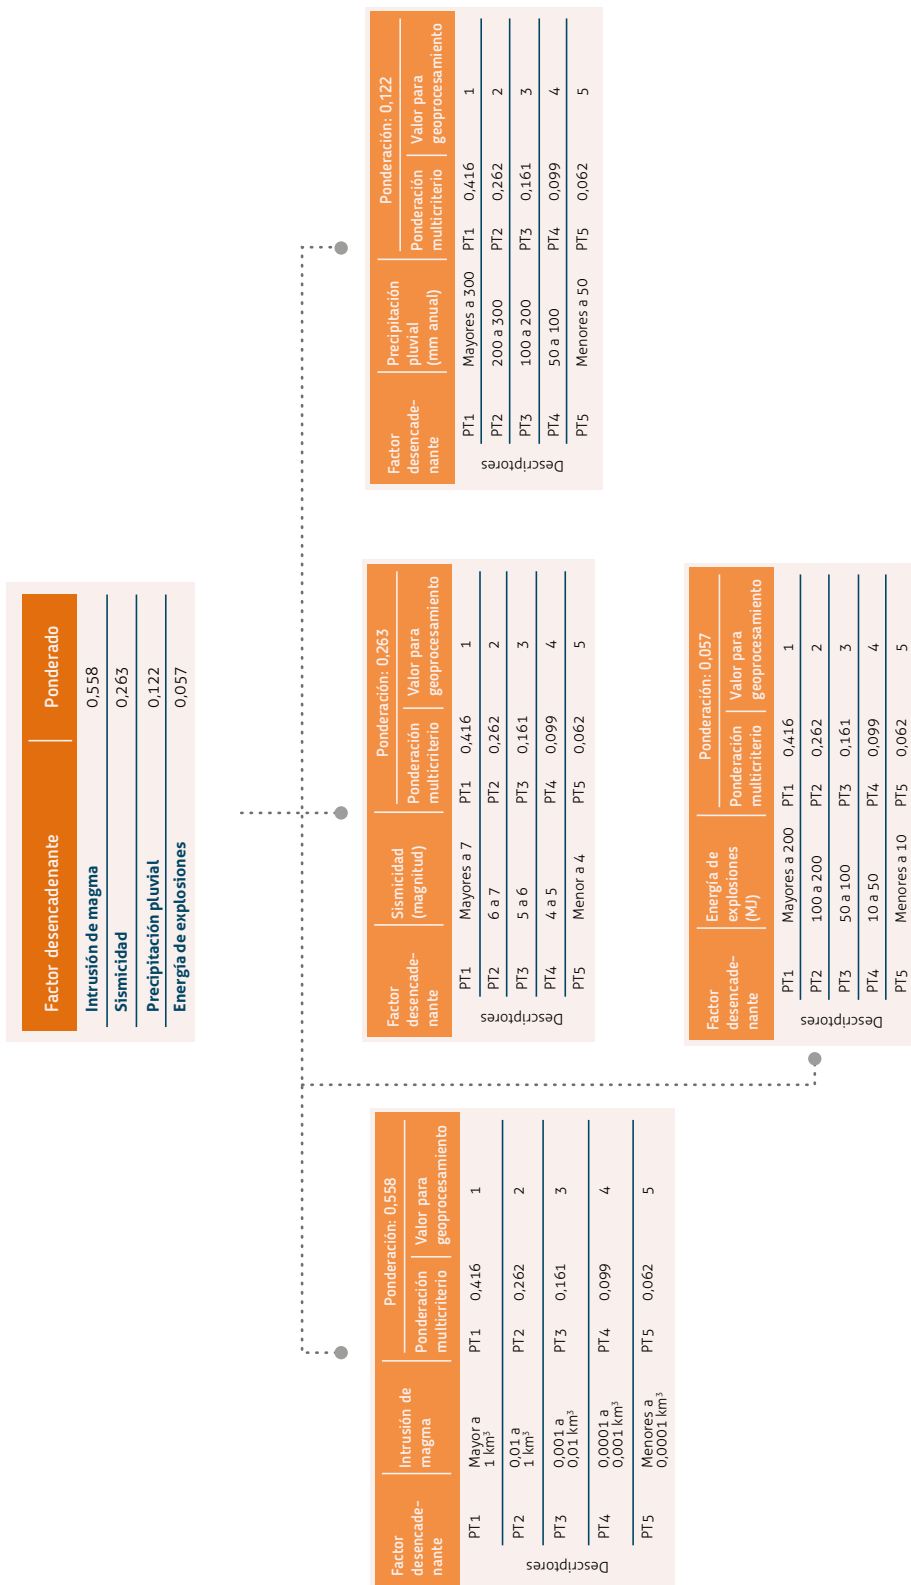 Factor desencadenante Ponderado
Intrusión de magma 0,558
Sismicidad 0,263
Precipitación pluvial 0,122
Energía de explosiones 0,057
Factor desencade-nante Intrusión de magma Ponderación: 0,558
Ponderación multicriterio Valor para geoprocesamiento
Descriptores
PT1 Mayor a 1 km³ PT1 0,416 1
PT2 0,01 a 1 km³ PT2 0,262 2
PT3 0,001 a 0,01 km³ PT3 0,161 3
PT4 0,0001 a 0,001 km³ PT4 0,099 4
PT5 Menores a 0,0001 km³ PT5 0,062 5
Factor desencade-nante Sismicidad (magnitud) Ponderación: 0,263
Ponderación multicriterio Valor para geoprocesamiento
Descriptores
PT1 Mayores a 7 PT1 0,416 1
PT2 6 a 7 PT2 0,262 2
PT3 5 a 6 PT3 0,161 3
PT4 4 a 5 PT4 0,099 4
PT5 Menor a 4 PT5 0,062 5
Factor desencade-nante Precipitación pluvial (mm anual) Ponderación: 0,122
Ponderación multicriterio Valor para geoprocesamiento
Descriptores
PT1 Mayores a 300 PT1 0,416 1
PT2 200 a 300 PT2 0,262 2
PT3 100 a 200 PT3 0,161 3
PT4 50 a 100 PT4 0,099 4
PT5 Menores a 50 PT5 0,062 5
Factor desencade-nante Energía de explosiones (MJ) Ponderación: 0,057
Ponderación multicriterio Valor para geoprocesamiento
Descriptores
PT1 Mayores a 200 PT1 0,416 1
PT2 100 a 200 PT2 0,262 2
PT3 50 a 100 PT3 0,161 3
PT4 10 a 50 PT4 0,099 4
PT5 Menores a 10 PT5 0,062 5